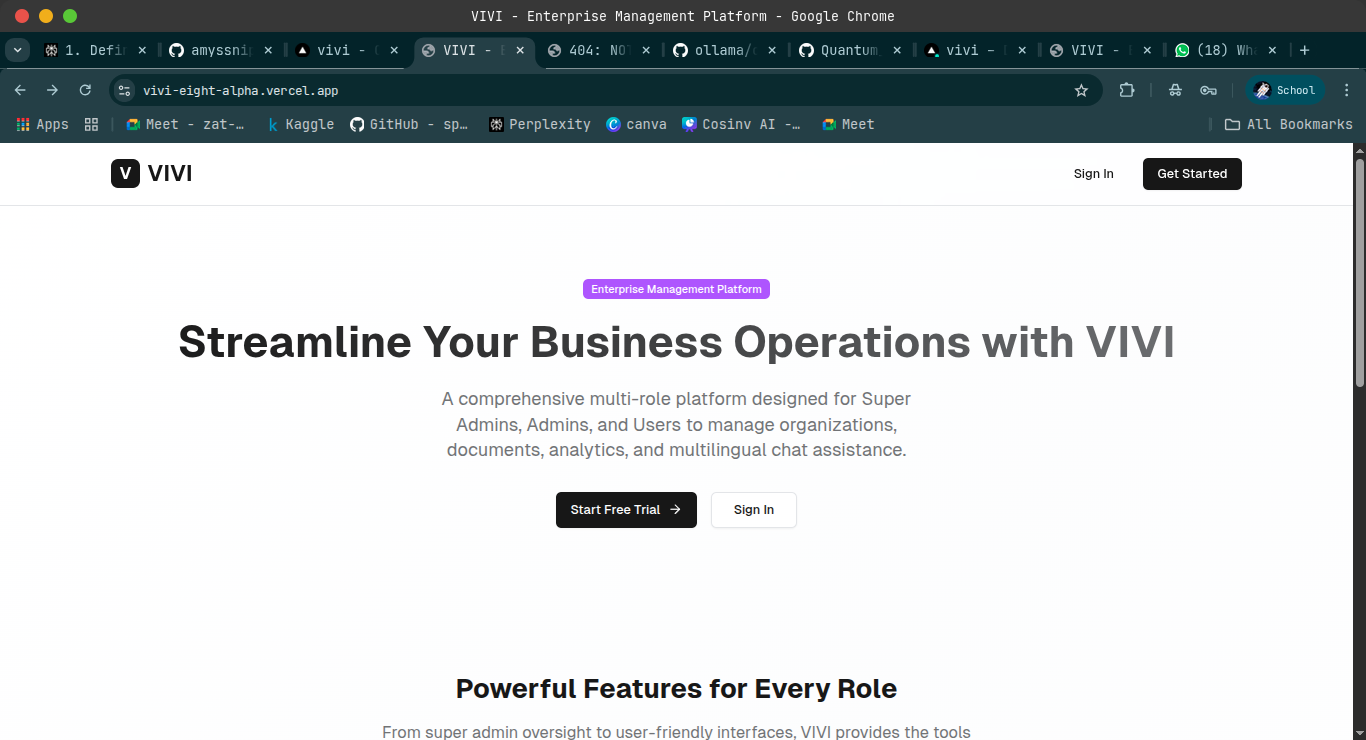 VIVI - Enterprise Management Platform - Google Chrome
1. Defin
amyssni
vivi -
VIVI -
404: NO
ollama/
Quantum
vivi –
VIVI -
(18) Wh
vivi-eight-alpha.vercel.app
School
Apps
Meet - zat-…
Kaggle
GitHub - sp…
Perplexity
canva
Cosinv AI -…
Meet
All Bookmarks
V VIVI
Sign In
Get Started
Enterprise Management Platform
Streamline Your Business Operations with VIVI
A comprehensive multi-role platform designed for Super
Admins, Admins, and Users to manage organizations,
documents, analytics, and multilingual chat assistance.
Start Free Trial →
Sign In
Powerful Features for Every Role
From super admin oversight to user-friendly interfaces, VIVI provides the tools